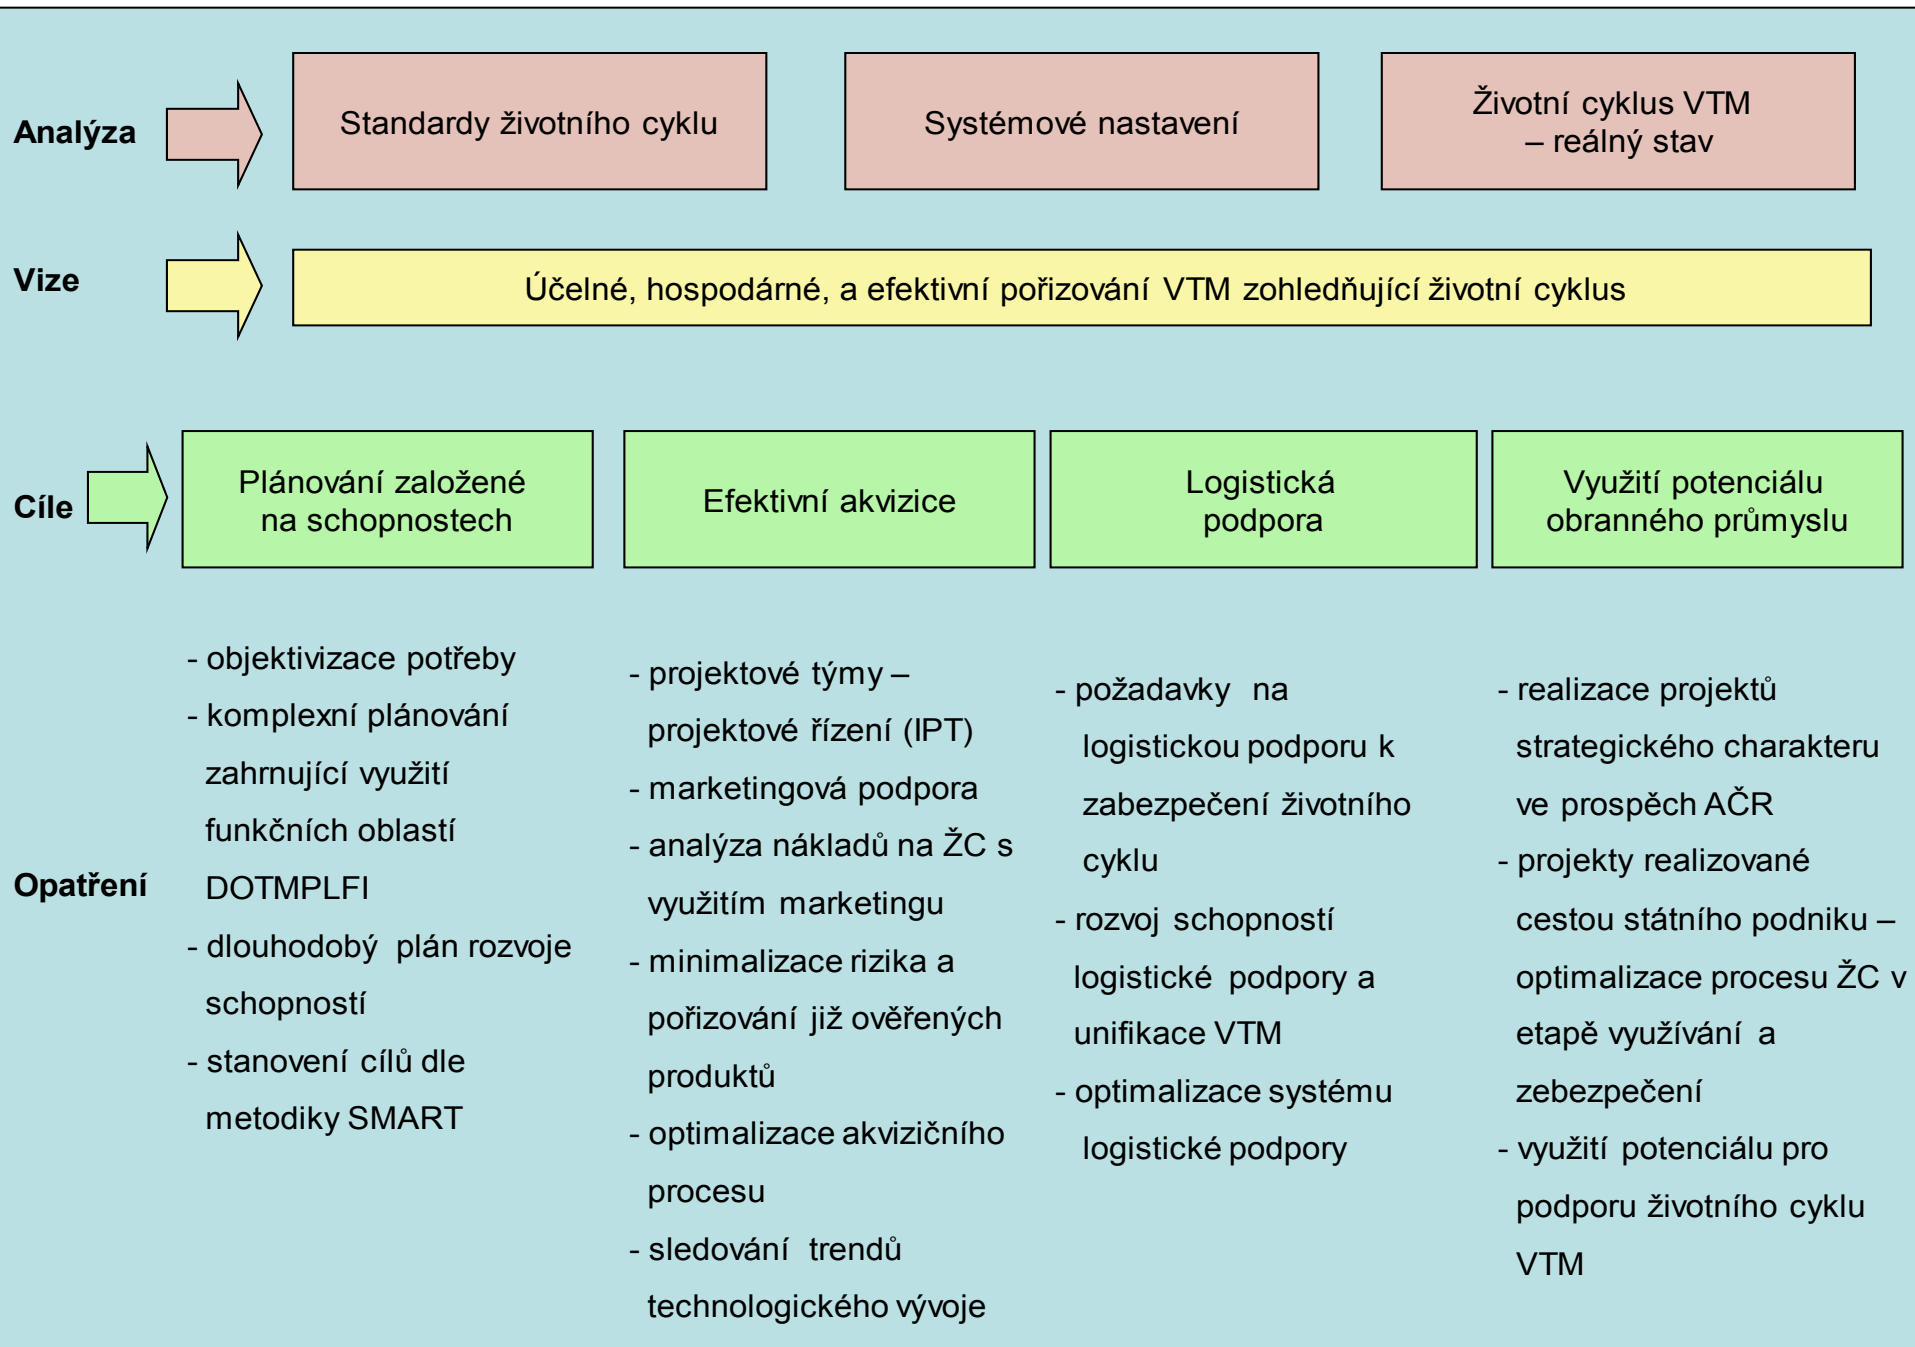 Analýza
Standardy životního cyklu
Systémové nastavení
Životní cyklus VTM
– reálný stav
Vize
Účelné, hospodárné, a efektivní pořizování VTM zohledňující životní cyklus
Cíle
Plánování založené
na schopnostech
Efektivní akvizice
Logistická
podpora
Využití potenciálu
obranného průmyslu
Opatření
- objektivizace potřeby
- komplexní plánování
zahrnující využití
funkčních oblastí
DOTMPLFI
- dlouhodobý plán rozvoje
schopností
- stanovení cílů dle
metodiky SMART
- projektové týmy –
projektové řízení (IPT)
- marketingová podpora
- analýza nákladů na ŽC s
využitím marketingu
- minimalizace rizika a
pořizování již ověřených
produktů
- optimalizace akvizičního
procesu
- sledování trendů
technologického vývoje
- požadavky na
logistickou podporu k
zabezpečení životního
cyklu
- rozvoj schopností
logistické podpory a
unifikace VTM
- optimalizace systému
logistické podpory
- realizace projektů
strategického charakteru
ve prospěch AČR
- projekty realizované
cestou státního podniku –
optimalizace procesu ŽC v
etapě využívání a
zebezpečení
- využití potenciálu pro
podporu životního cyklu
VTM